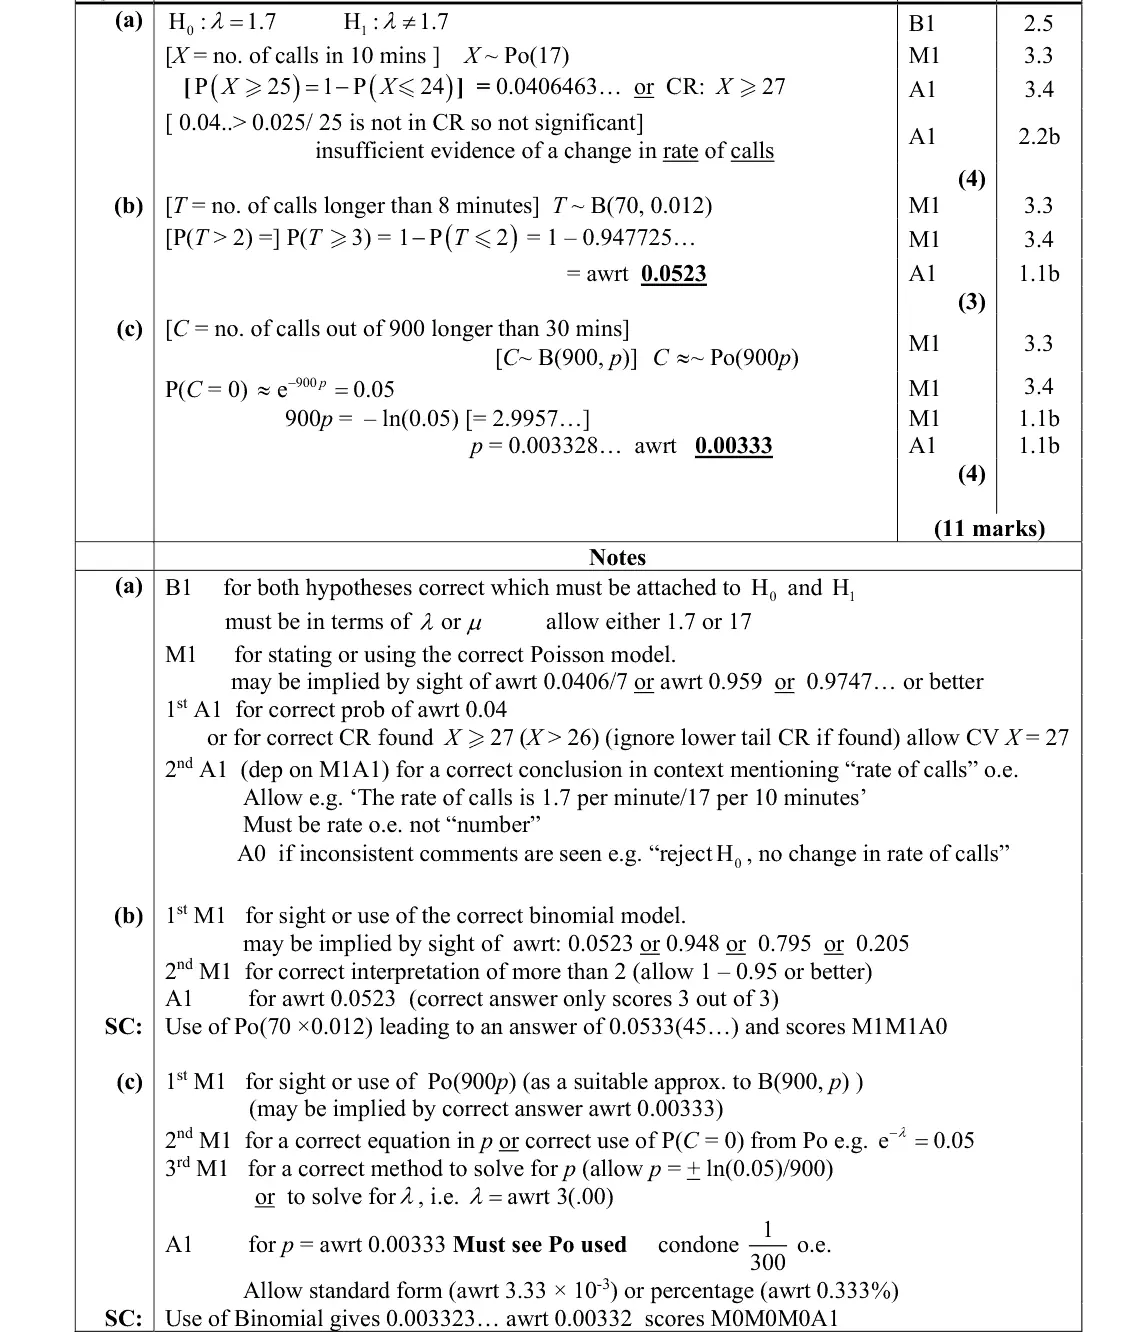 (a) H₀ : λ = 1.7 H₁ : λ ≠ 1.7 B1 2.5
[X = no. of calls in 10 mins ] X ~ Po(17) M1 3.3
[P(X ⩾ 25) = 1 − P(X ⩽ 24)] = 0.0406463… or CR: X ⩾ 27 A1 3.4
[ 0.04..> 0.025/ 25 is not in CR so not significant]
insufficient evidence of a change in rate of calls A1 2.2b
(4)
(b) [T = no. of calls longer than 8 minutes] T ~ B(70, 0.012) M1 3.3
[P(T > 2) =] P(T ⩾ 3) = 1 − P(T ⩽ 2) = 1 – 0.947725… M1 3.4
= awrt 0.0523 A1 1.1b
(3)
(c) [C = no. of calls out of 900 longer than 30 mins]
[C~ B(900, p)] C ≈~ Po(900p) M1 3.3
P(C = 0) ≈ e⁻⁹⁰⁰ᵖ = 0.05 M1 3.4
900p = – ln(0.05) [= 2.9957…] M1 1.1b
p = 0.003328… awrt 0.00333 A1 1.1b
(4)
(11 marks)
Notes
(a) B1 for both hypotheses correct which must be attached to H₀ and H₁
must be in terms of λ or μ allow either 1.7 or 17
M1 for stating or using the correct Poisson model.
may be implied by sight of awrt 0.0406/7 or awrt 0.959 or 0.9747… or better
1st A1 for correct prob of awrt 0.04
or for correct CR found X ⩾ 27 (X > 26) (ignore lower tail CR if found) allow CV X = 27
2nd A1 (dep on M1A1) for a correct conclusion in context mentioning “rate of calls” o.e.
Allow e.g. ‘The rate of calls is 1.7 per minute/17 per 10 minutes’
Must be rate o.e. not “number”
A0 if inconsistent comments are seen e.g. “reject H₀ , no change in rate of calls”
(b) 1st M1 for sight or use of the correct binomial model.
may be implied by sight of awrt: 0.0523 or 0.948 or 0.795 or 0.205
2nd M1 for correct interpretation of more than 2 (allow 1 – 0.95 or better)
A1 for awrt 0.0523 (correct answer only scores 3 out of 3)
SC: Use of Po(70 ×0.012) leading to an answer of 0.0533(45…) and scores M1M1A0
(c) 1st M1 for sight or use of Po(900p) (as a suitable approx. to B(900, p) )
(may be implied by correct answer awrt 0.00333)
2nd M1 for a correct equation in p or correct use of P(C = 0) from Po e.g. e^−λ = 0.05
3rd M1 for a correct method to solve for p (allow p = ± ln(0.05)/900)
or to solve for λ , i.e. λ = awrt 3(.00)
A1 for p = awrt 0.00333 Must see Po used condone 1/300 o.e.
Allow standard form (awrt 3.33 × 10⁻³) or percentage (awrt 0.333%)
SC: Use of Binomial gives 0.003323… awrt 0.00332 scores M0M0M0A1